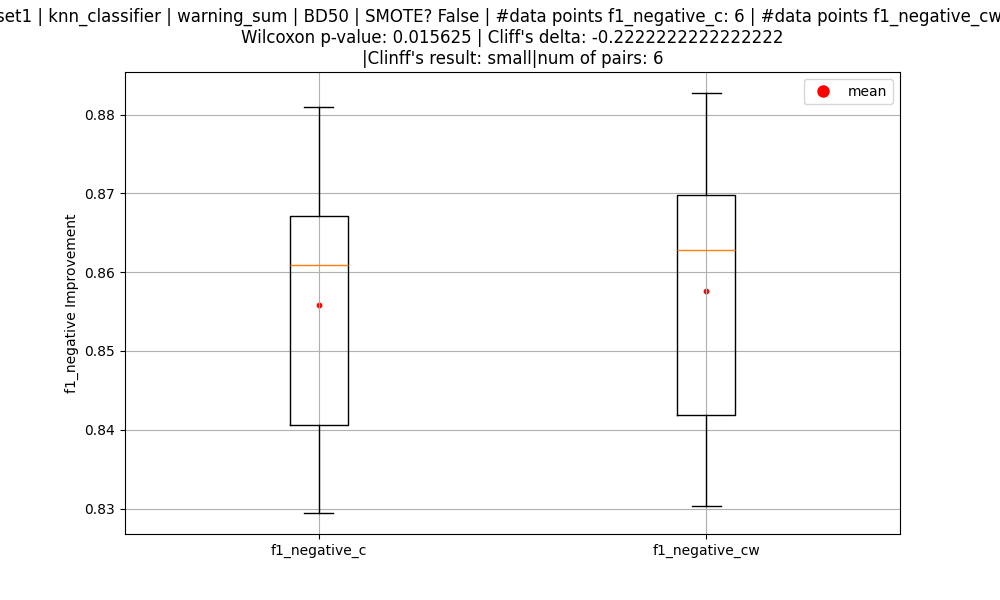 set1 | knn_classifier | warning_sum | BD50 | SMOTE? False | #data points f1_negative_c: 6 | #data points f1_negative_cw
Wilcoxon p-value: 0.015625 | Cliff's delta: -0.2222222222222222
|Clinff's result: small|num of pairs: 6
mean
0.88
0.87
0.86
0.85
0.84
0.83
f1_negative Improvement
f1_negative_c
f1_negative_cw